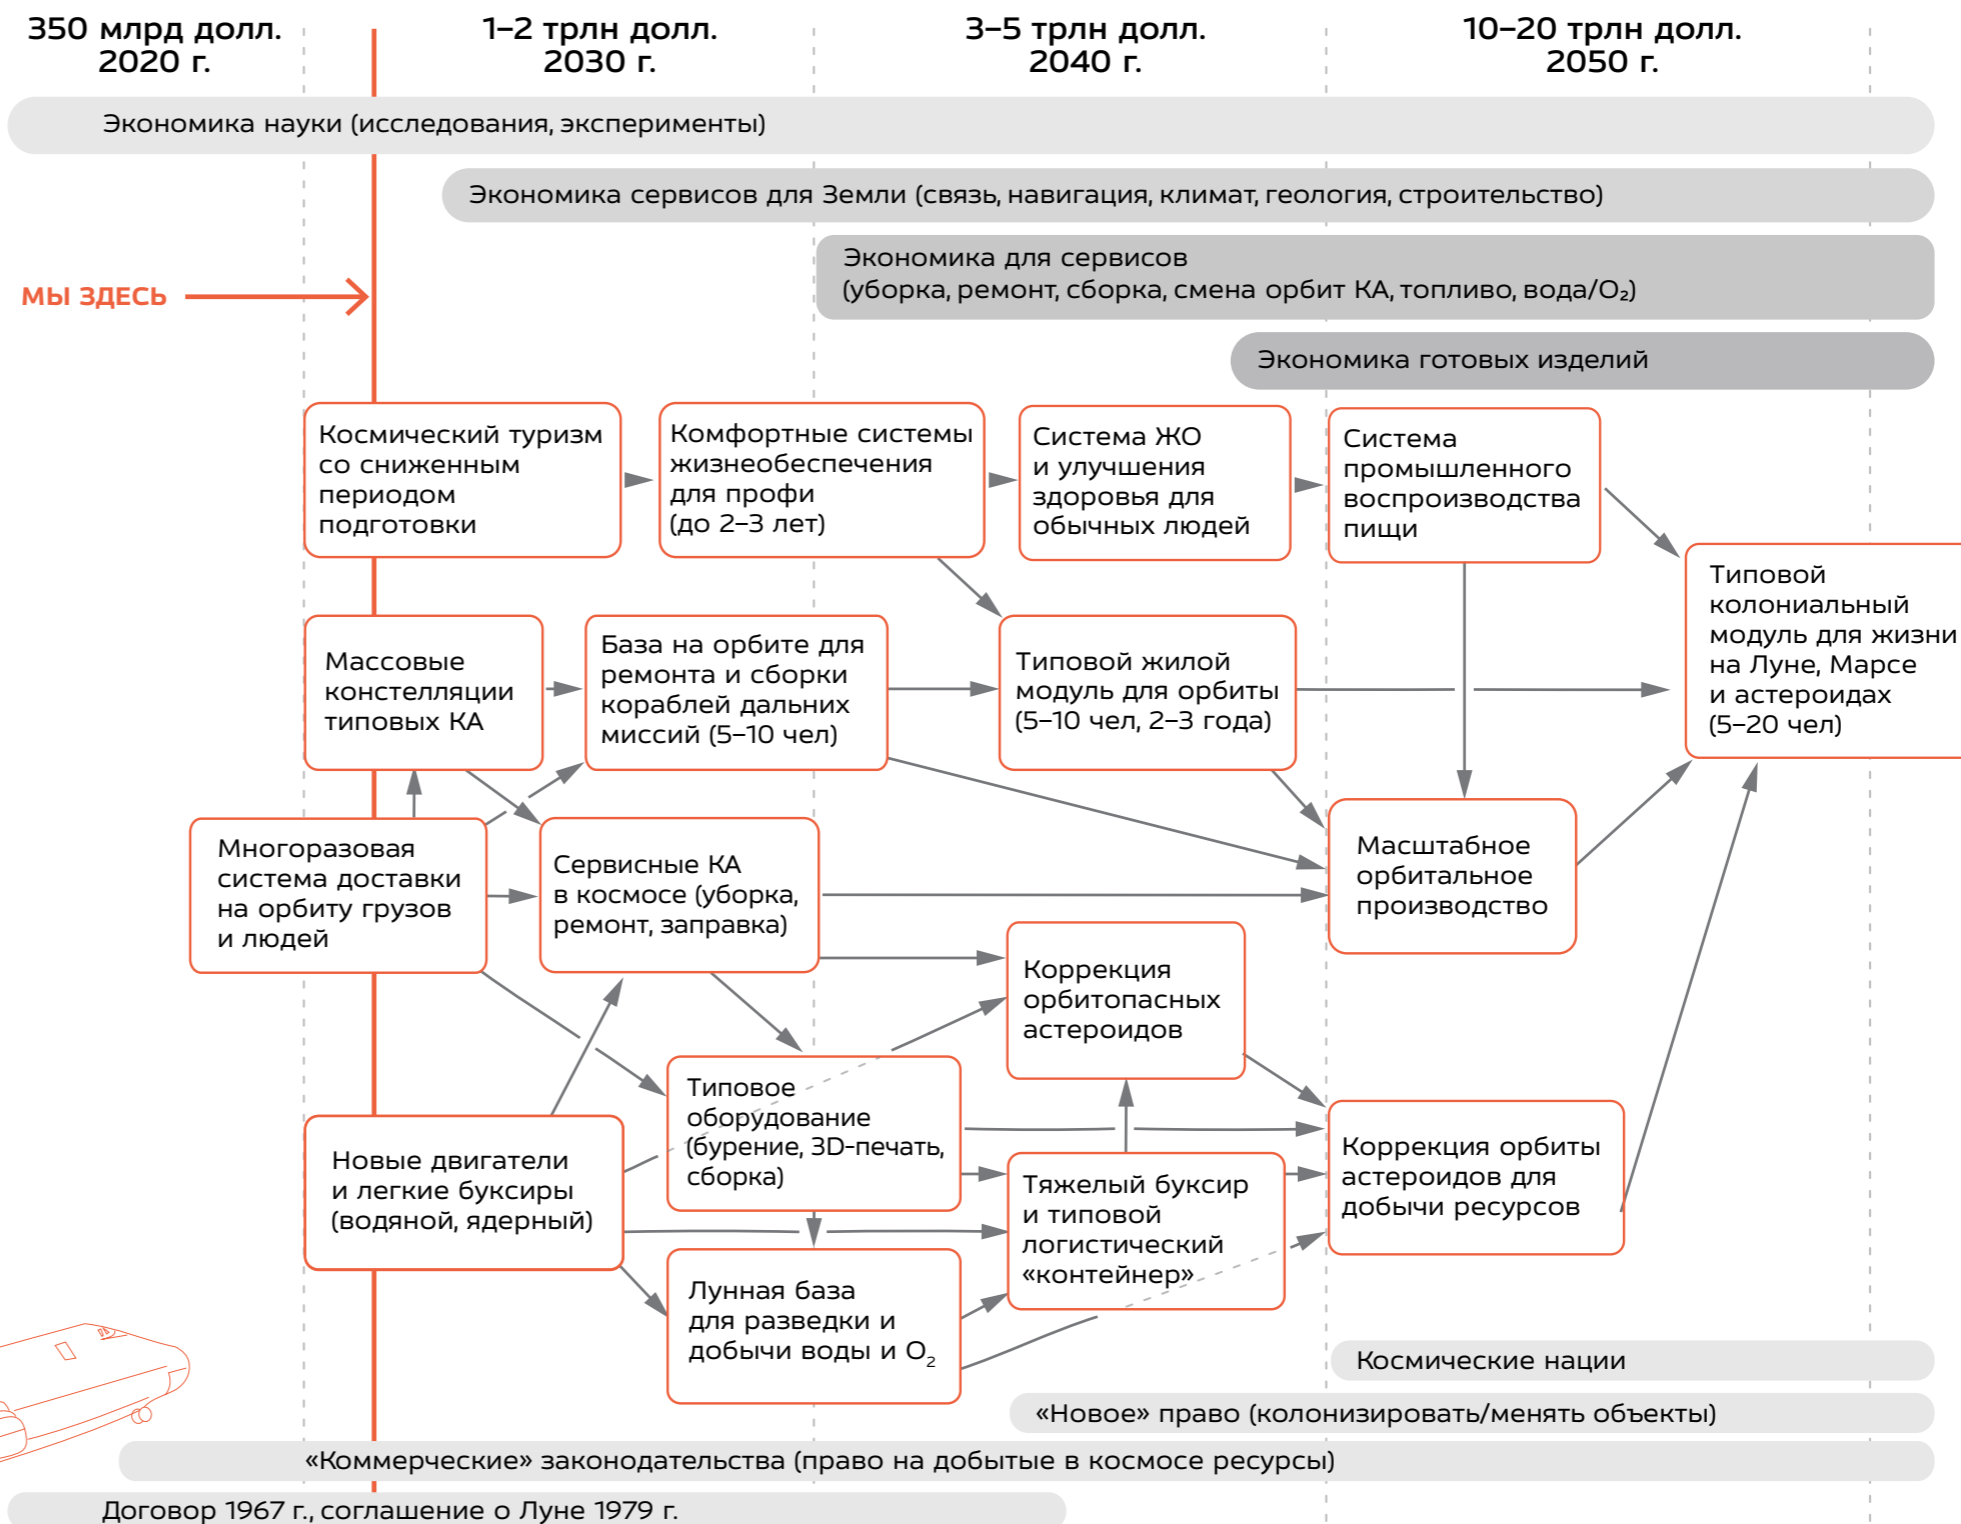 350 млрд долл.
2020 г.
1–2 трлн долл.
2030 г.
3–5 трлн долл.
2040 г.
10–20 трлн долл.
2050 г.
Экономика науки (исследования, эксперименты)
Экономика сервисов для Земли (связь, навигация, климат, геология, строительство)
Экономика для сервисов
(уборка, ремонт, сборка, смена орбит КА, топливо, вода/O₂)
МЫ ЗДЕСЬ
Экономика готовых изделий
Космический туризм
со сниженным
периодом
подготовки
Комфортные системы
жизнеобеспечения
для профи
(до 2–3 лет)
Система ЖО
и улучшения
здоровья для
обычных людей
Система
промышленного
воспроизводства
пищи
Типовой
колониальный
модуль для жизни
на Луне, Марсе
и астероидах
(5–20 чел)
Массовые
констелляции
типовых КА
База на орбите для
ремонта и сборки
кораблей дальних
миссий (5–10 чел)
Типовой жилой
модуль для орбиты
(5–10 чел, 2–3 года)
Многоразовая
система доставки
на орбиту грузов
и людей
Сервисные КА
в космосе (уборка,
ремонт, заправка)
Масштабное
орбитальное
производство
Коррекция
орбитопасных
астероидов
Типовое
оборудование
(бурение, 3D-печать,
сборка)
Новые двигатели
и легкие буксиры
(водяной, ядерный)
Тяжелый буксир
и типовой
логистический
«контейнер»
Коррекция орбиты
астероидов для
добычи ресурсов
Лунная база
для разведки и
добычи воды и O₂
Космические нации
«Новое» право (колонизировать/менять объекты)
«Коммерческие» законодательства (право на добытые в космосе ресурсы)
Договор 1967 г., соглашение о Луне 1979 г.